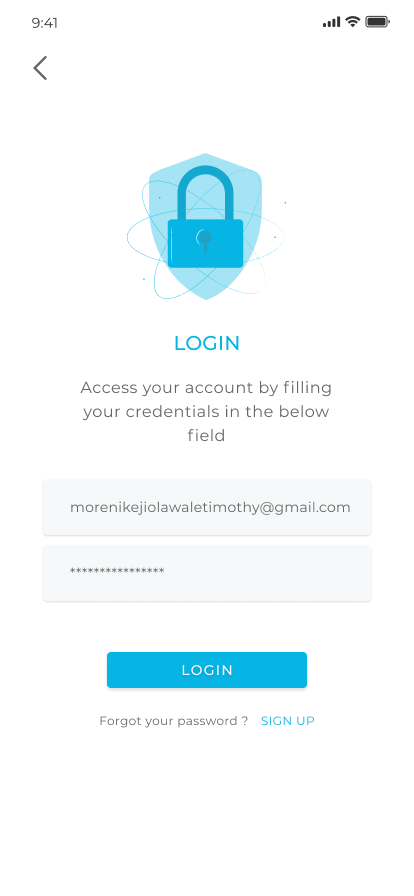 9:41
LOGIN
Access your account by filling
your credentials in the below
field
morenikejiolawaletimothy@gmail.com
****************
LOGIN
Forgot your password ? SIGN UP